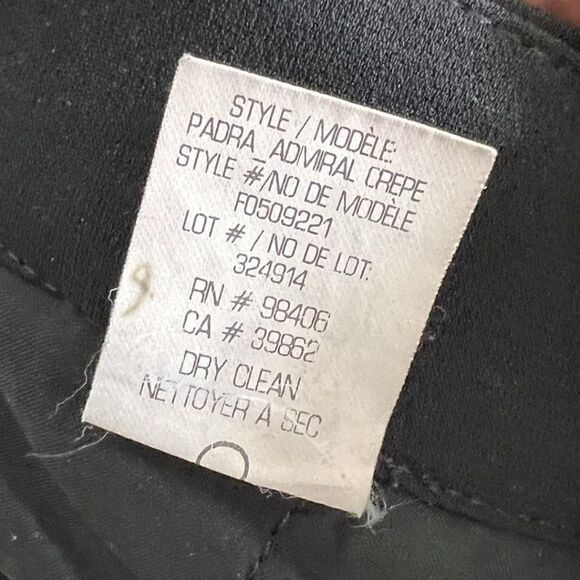 STYLE / MODÈLE:
PADRA_ADMIRAL CREPE
STYLE #/NO DE MODÈLE
F0509221
LOT # / NO DE LOT:
324914
RN # 98406
CA # 39862
DRY CLEAN
NETTOYER A SEC